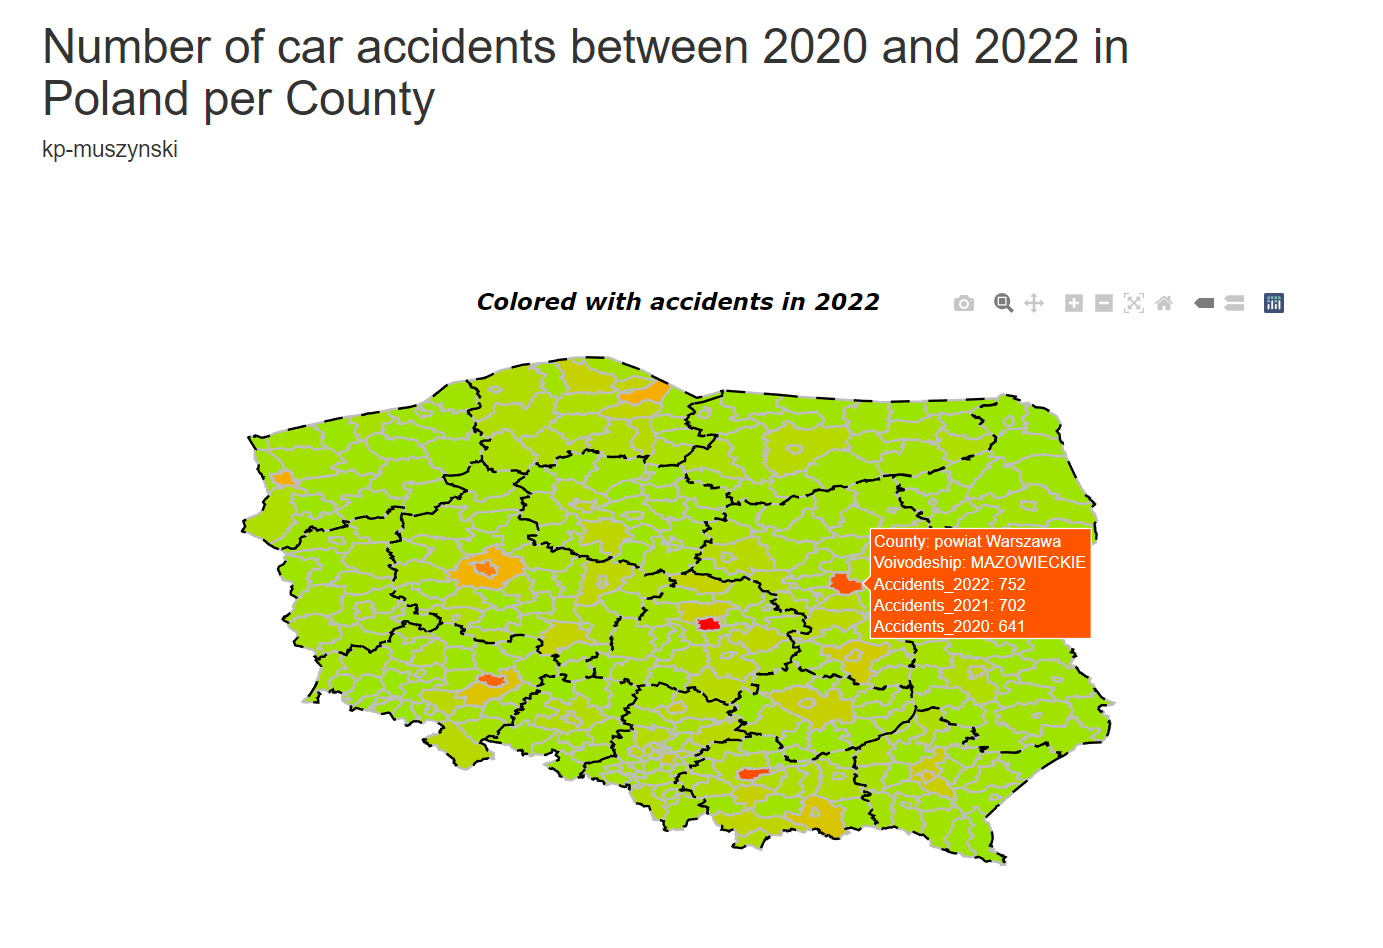 Number of car accidents between 2020 and 2022 in
Poland per County
kp-muszynski
Colored with accidents in 2022
County: powiat Warszawa
Voivodeship: MAZOWIECKIE
Accidents_2022: 752
Accidents_2021: 702
Accidents_2020: 641